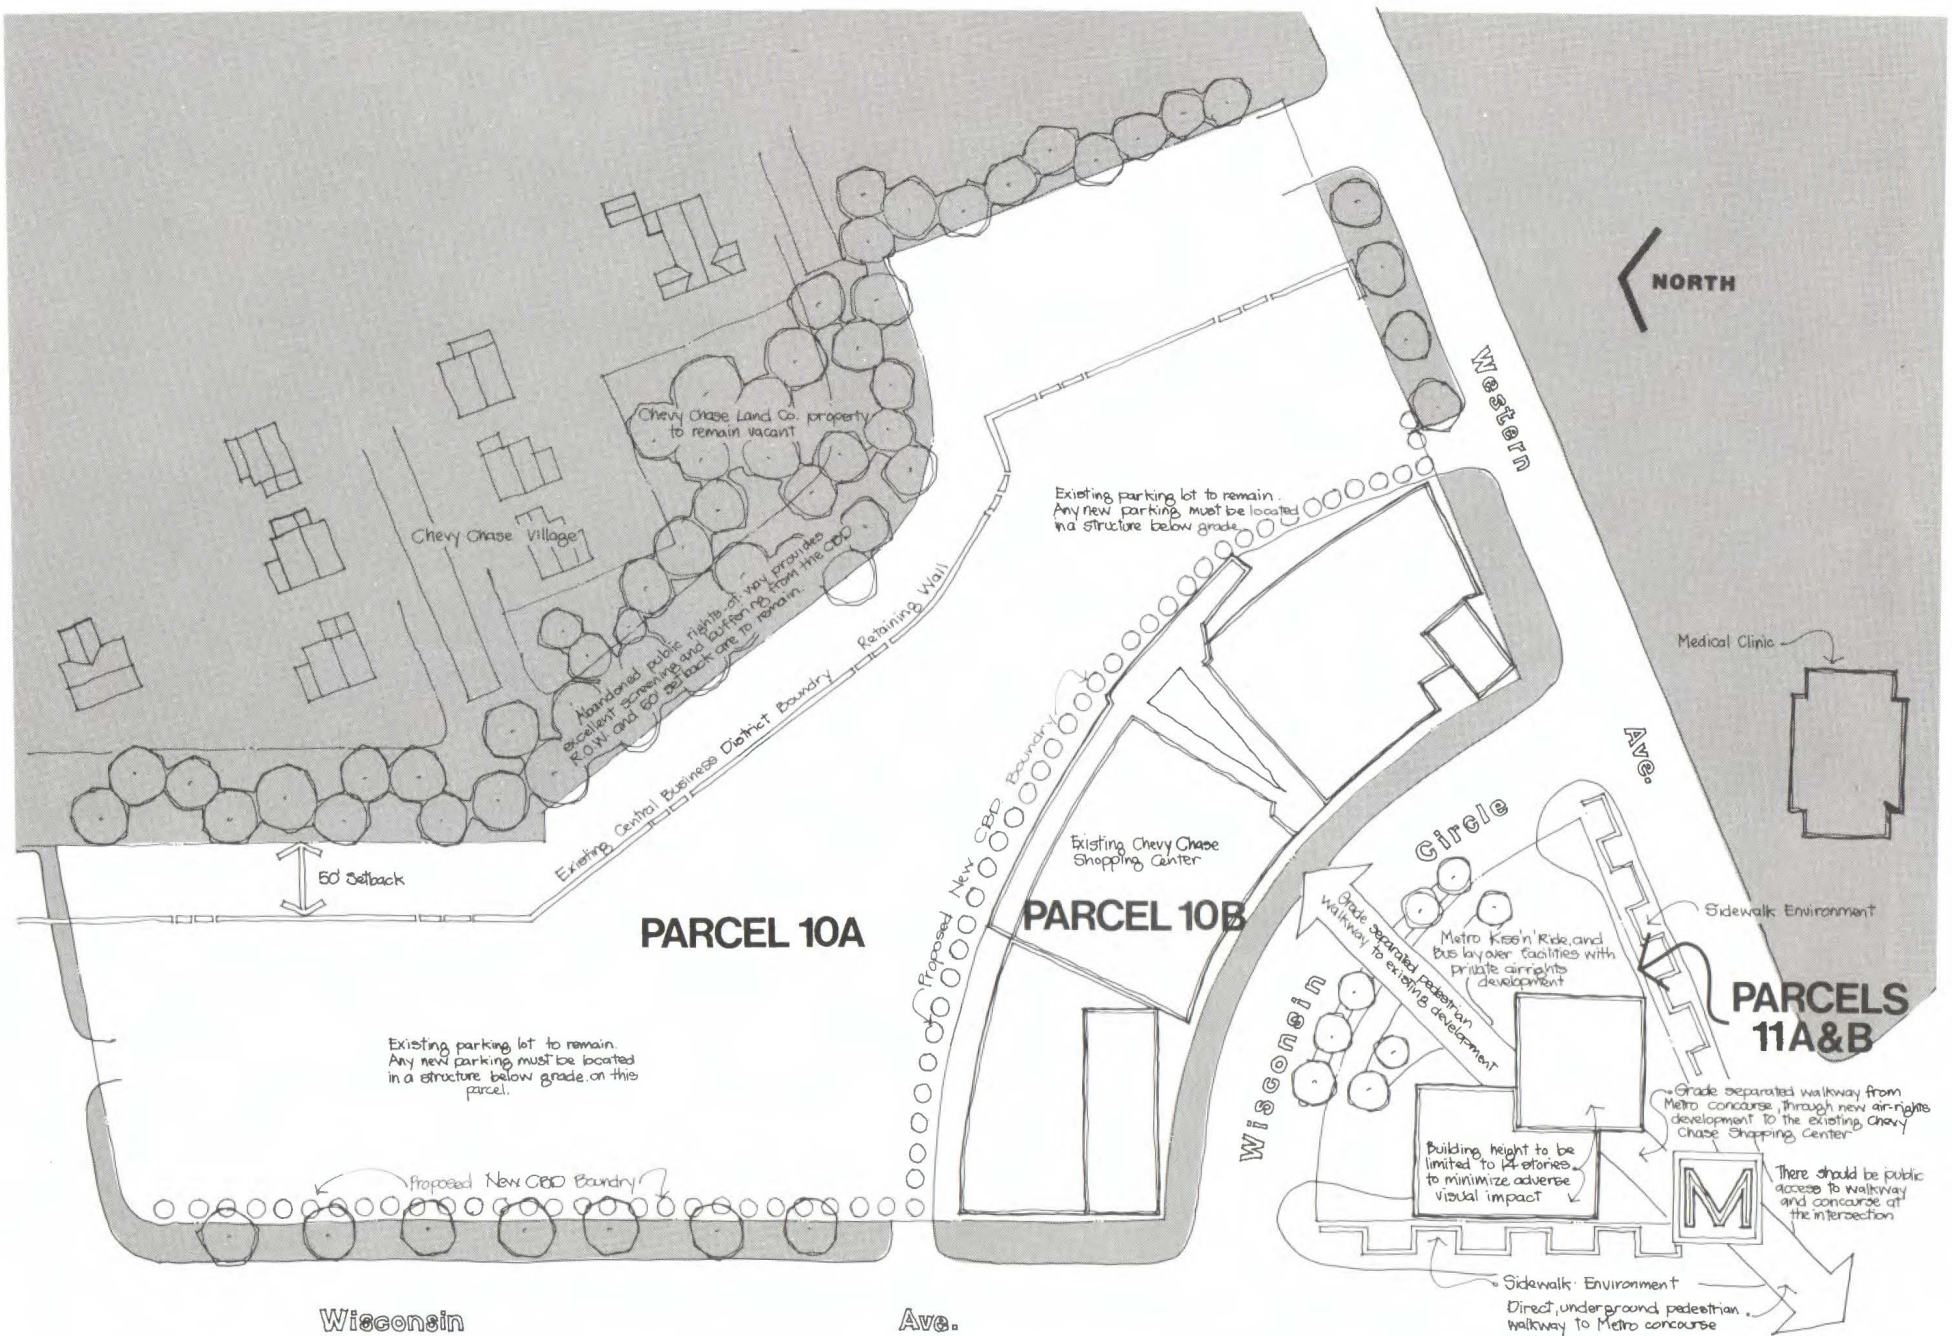 NORTH
Western
Ave.
Chevy Chase Land Co. property
to remain vacant
Chevy Chase Village
Existing parking lot to remain.
Any new parking must be located
in a structure below grade.
Abandoned public rights-of-way provides
excellent screening and buffering from the CBD
R.O.W. and 50' setback are to remain.
Existing Central Business District Boundry
Retaining Wall
Medical Clinic
Proposed New CBD Boundry
50' Setback
Existing Chevy Chase
Shopping Center
PARCEL 10A
PARCEL 10B
Circle
Wisconsin
Grade separated pedestrian
walkway to existing development
Metro Kiss'n'Ride, and
Bus layover facilities with
private airrights
development
Sidewalk Environment
PARCELS
11A&B
Existing parking lot to remain.
Any new parking must be located
in a structure below grade on this
parcel.
Grade separated walkway from
Metro concourse, through new air-rights
development to the existing Chevy
Chase Shopping Center
Building height to be
limited to 14 stories
to minimize adverse
visual impact
M
There should be public
access to walkway
and concourse at
the intersection
Proposed New CBD Boundry
Sidewalk Environment
Direct, underground pedestrian
walkway to Metro concourse
Wisconsin
Ave.